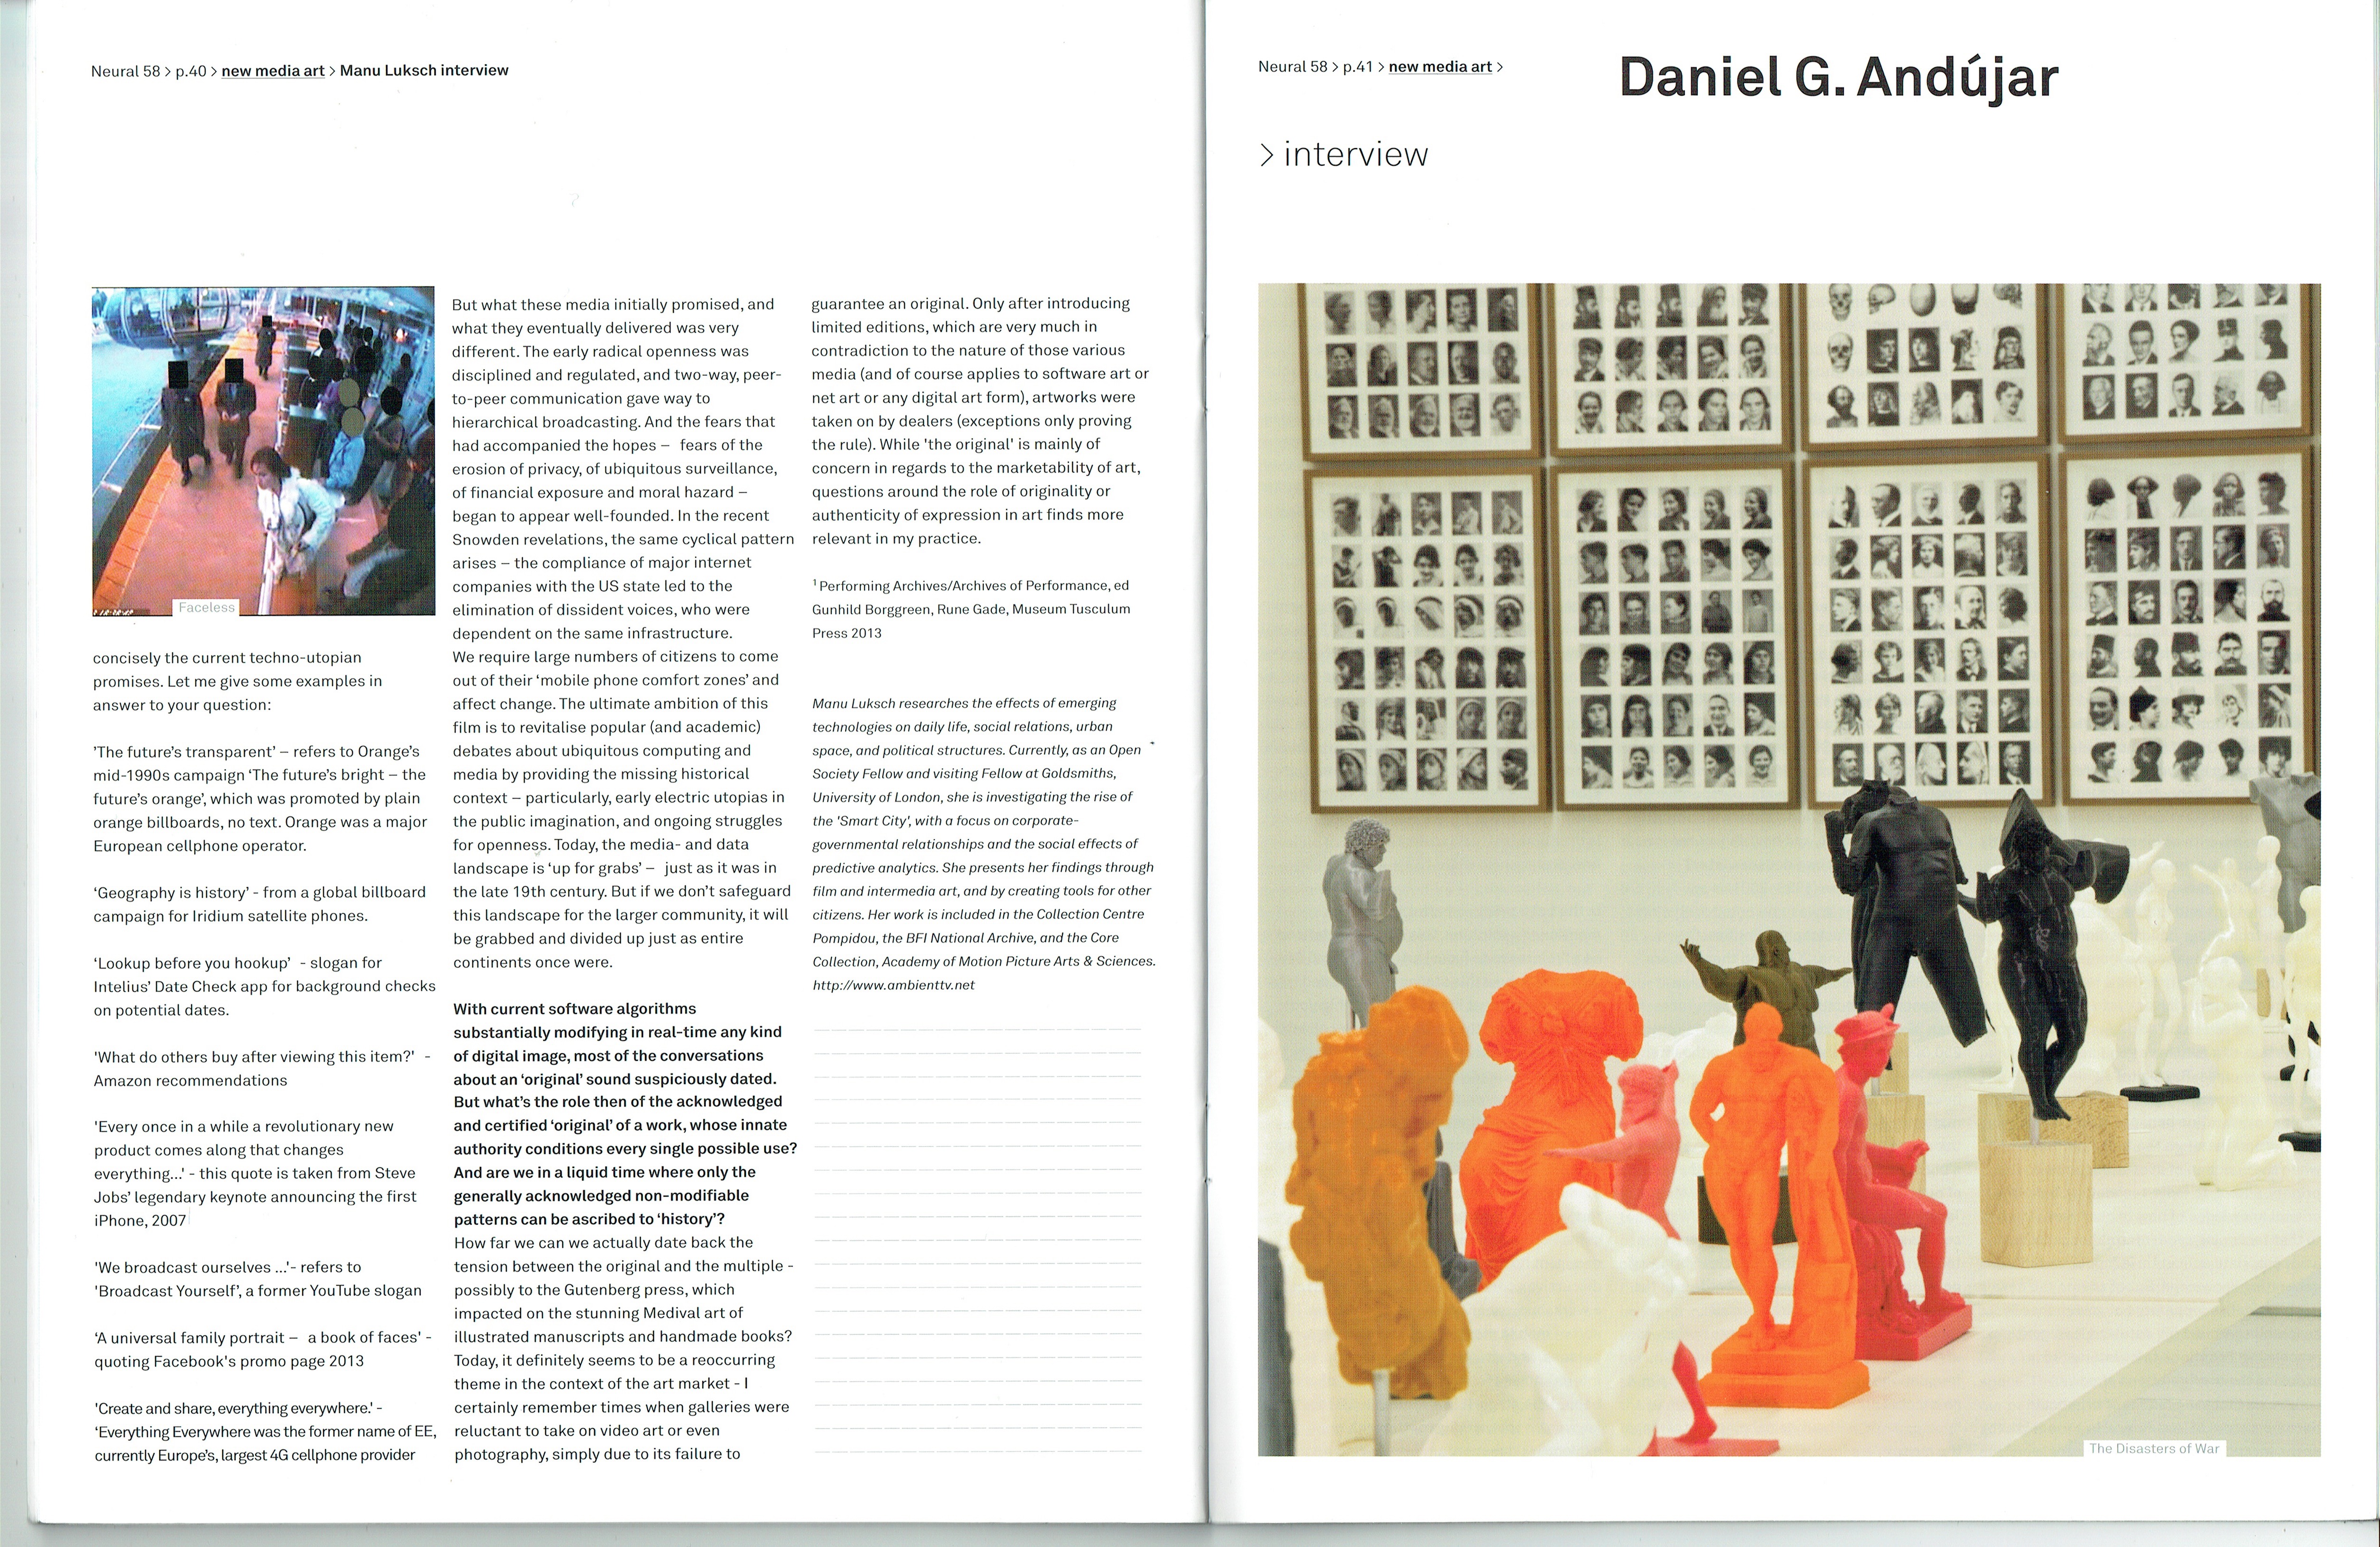 Neural 58 > p.40 > new media art > Manu Luksch interview
Faceless
concisely the current techno-utopian
promises. Let me give some examples in
answer to your question:
'The future's transparent' – refers to Orange's
mid-1990s campaign 'The future's bright – the
future's orange', which was promoted by plain
orange billboards, no text. Orange was a major
European cellphone operator.
'Geography is history' - from a global billboard
campaign for Iridium satellite phones.
'Lookup before you hookup' - slogan for
Intelius' Date Check app for background checks
on potential dates.
'What do others buy after viewing this item?' -
Amazon recommendations
'Every once in a while a revolutionary new
product comes along that changes
everything...' - this quote is taken from Steve
Jobs' legendary keynote announcing the first
iPhone, 2007
'We broadcast ourselves ...'- refers to
'Broadcast Yourself', a former YouTube slogan
'A universal family portrait – a book of faces' -
quoting Facebook's promo page 2013
'Create and share, everything everywhere.' -
'Everything Everywhere was the former name of EE,
currently Europe's, largest 4G cellphone provider
But what these media initially promised, and
what they eventually delivered was very
different. The early radical openness was
disciplined and regulated, and two-way, peer-
to-peer communication gave way to
hierarchical broadcasting. And the fears that
had accompanied the hopes – fears of the
erosion of privacy, of ubiquitous surveillance,
of financial exposure and moral hazard –
began to appear well-founded. In the recent
Snowden revelations, the same cyclical pattern
arises – the compliance of major internet
companies with the US state led to the
elimination of dissident voices, who were
dependent on the same infrastructure.
We require large numbers of citizens to come
out of their 'mobile phone comfort zones' and
affect change. The ultimate ambition of this
film is to revitalise popular (and academic)
debates about ubiquitous computing and
media by providing the missing historical
context – particularly, early electric utopias in
the public imagination, and ongoing struggles
for openness. Today, the media- and data
landscape is 'up for grabs' – just as it was in
the late 19th century. But if we don't safeguard
this landscape for the larger community, it will
be grabbed and divided up just as entire
continents once were.
With current software algorithms
substantially modifying in real-time any kind
of digital image, most of the conversations
about an 'original' sound suspiciously dated.
But what's the role then of the acknowledged
and certified 'original' of a work, whose innate
authority conditions every single possible use?
And are we in a liquid time where only the
generally acknowledged non-modifiable
patterns can be ascribed to 'history'?
How far we can we actually date back the
tension between the original and the multiple -
possibly to the Gutenberg press, which
impacted on the stunning Medival art of
illustrated manuscripts and handmade books?
Today, it definitely seems to be a reoccurring
theme in the context of the art market - I
certainly remember times when galleries were
reluctant to take on video art or even
photography, simply due to its failure to
guarantee an original. Only after introducing
limited editions, which are very much in
contradiction to the nature of those various
media (and of course applies to software art or
net art or any digital art form), artworks were
taken on by dealers (exceptions only proving
the rule). While 'the original' is mainly of
concern in regards to the marketability of art,
questions around the role of originality or
authenticity of expression in art finds more
relevant in my practice.
1 Performing Archives/Archives of Performance, ed
Gunhild Borggreen, Rune Gade, Museum Tusculum
Press 2013
Manu Luksch researches the effects of emerging
technologies on daily life, social relations, urban
space, and political structures. Currently, as an Open
Society Fellow and visiting Fellow at Goldsmiths,
University of London, she is investigating the rise of
the 'Smart City', with a focus on corporate-
governmental relationships and the social effects of
predictive analytics. She presents her findings through
film and intermedia art, and by creating tools for other
citizens. Her work is included in the Collection Centre
Pompidou, the BFI National Archive, and the Core
Collection, Academy of Motion Picture Arts & Sciences.
http://www.ambienttv.net
Neural 58 > p.41 > new media art >
Daniel G. Andújar
> interview
The Disasters of War